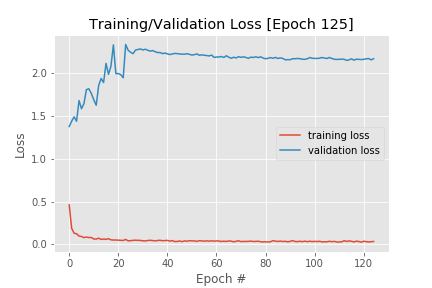 Training/Validation Loss [Epoch 125]
Loss
2.0
1.5
1.0
0.5
0.0
training loss
validation loss
0 20 40 60 80 100 120
Epoch #